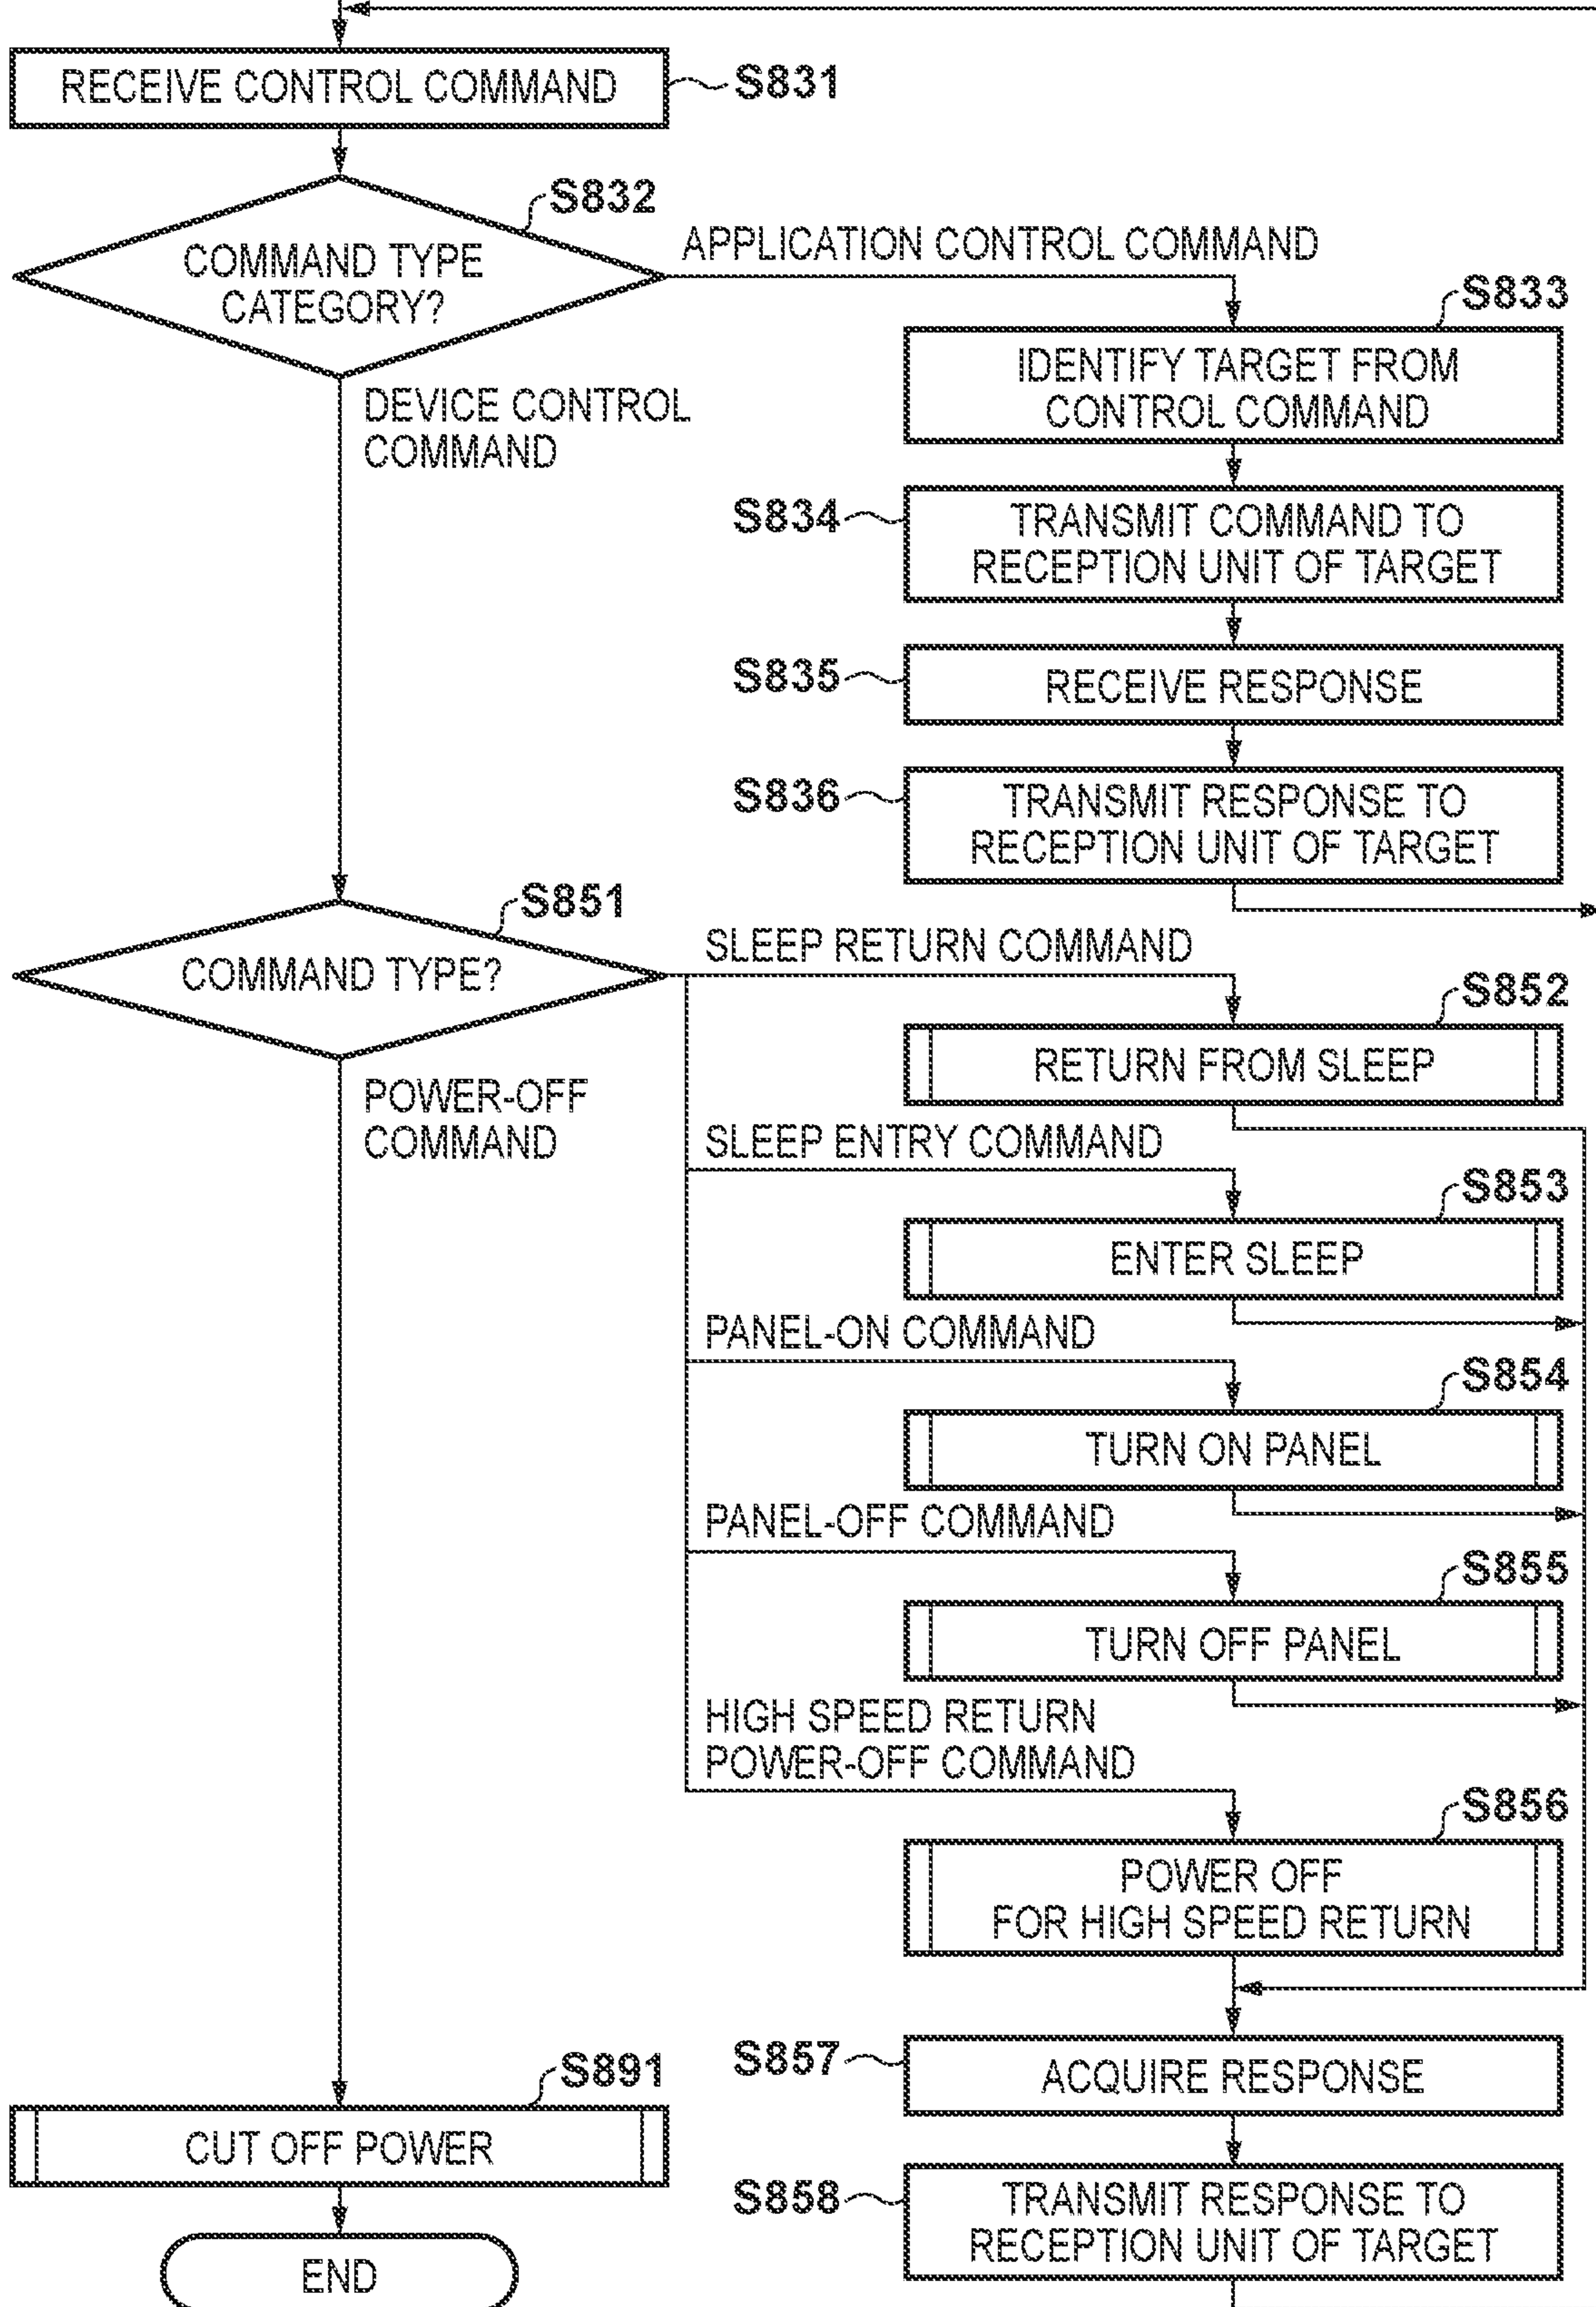 RECEIVE CONTROL COMMAND
S831
S832
COMMAND TYPE
CATEGORY?
APPLICATION CONTROL COMMAND
DEVICE CONTROL
COMMAND
S833
IDENTIFY TARGET FROM
CONTROL COMMAND
S834
TRANSMIT COMMAND TO
RECEPTION UNIT OF TARGET
S835
RECEIVE RESPONSE
S836
TRANSMIT RESPONSE TO
RECEPTION UNIT OF TARGET
S851
COMMAND TYPE?
SLEEP RETURN COMMAND
S852
RETURN FROM SLEEP
POWER-OFF
COMMAND
SLEEP ENTRY COMMAND
S853
ENTER SLEEP
PANEL-ON COMMAND
S854
TURN ON PANEL
PANEL-OFF COMMAND
S855
TURN OFF PANEL
HIGH SPEED RETURN
POWER-OFF COMMAND
S856
POWER OFF
FOR HIGH SPEED RETURN
S857
ACQUIRE RESPONSE
S891
CUT OFF POWER
S858
TRANSMIT RESPONSE TO
RECEPTION UNIT OF TARGET
END